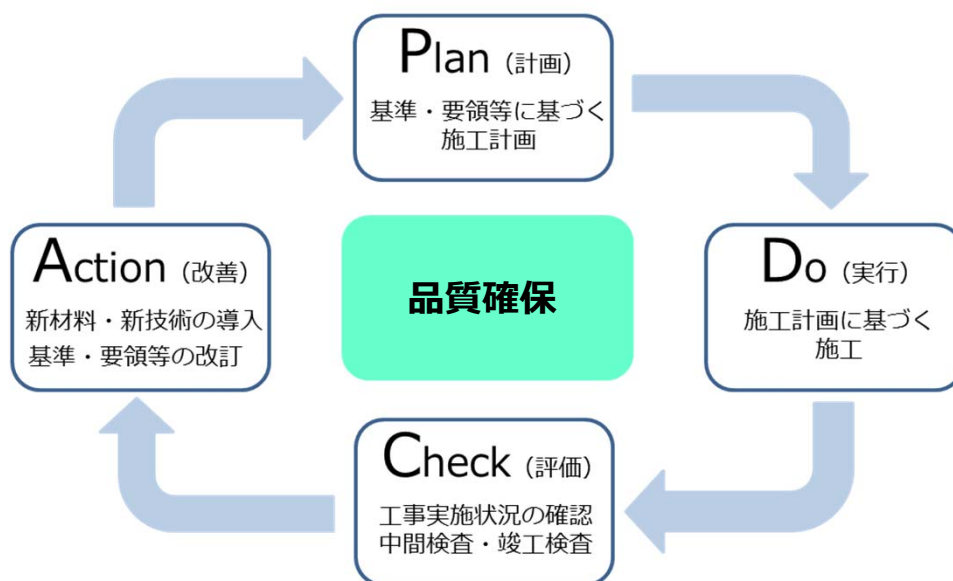 Plan（計画）
基準・要領等に基づく
施工計画
Action（改善）
新材料・新技術の導入
基準・要領等の改訂
品質確保
Do（実行）
施工計画に基づく
施工
Check（評価）
工事実施状況の確認
中間検査・竣工検査